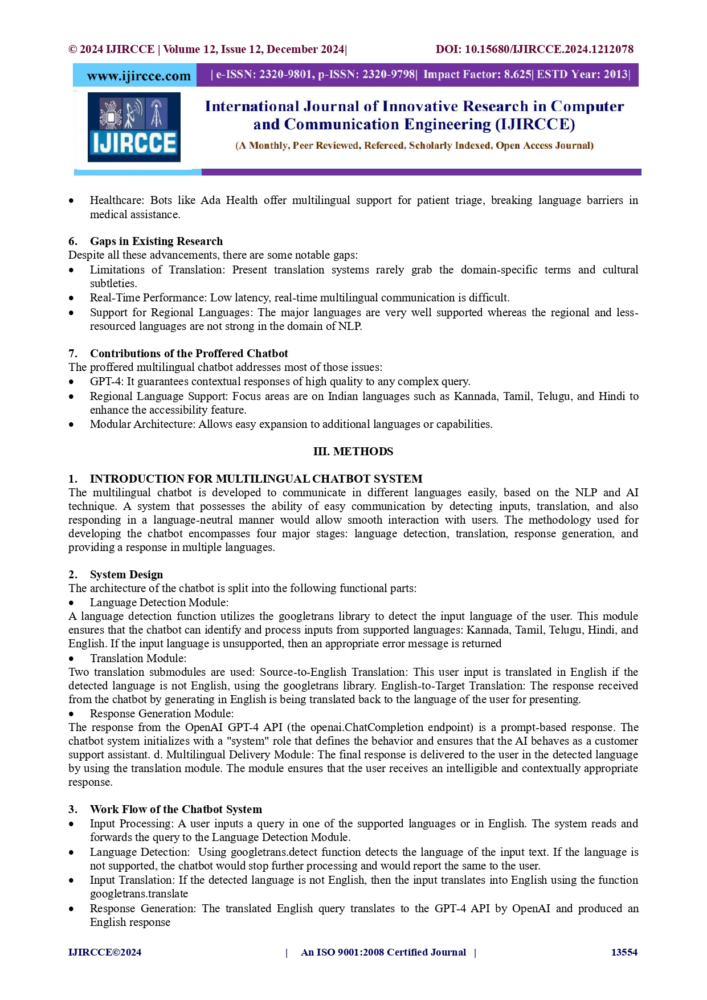 © 2024 IJIRCCE | Volume 12, Issue 12, December 2024| DOI: 10.15680/IJIRCCE.2024.1212078
www.ijircce.com | e-ISSN: 2320-9801, p-ISSN: 2320-9798| Impact Factor: 8.625| ESTD Year: 2013|
International Journal of Innovative Research in Computer
and Communication Engineering (IJIRCCE)
(A Monthly, Peer Reviewed, Refereed, Scholarly Indexed, Open Access Journal)
IJIRCCE
• Healthcare: Bots like Ada Health offer multilingual support for patient triage, breaking language barriers in
medical assistance.
6. Gaps in Existing Research
Despite all these advancements, there are some notable gaps:
• Limitations of Translation: Present translation systems rarely grab the domain-specific terms and cultural
subtleties.
• Real-Time Performance: Low latency, real-time multilingual communication is difficult.
• Support for Regional Languages: The major languages are very well supported whereas the regional and less-
resourced languages are not strong in the domain of NLP.
7. Contributions of the Proffered Chatbot
The proffered multilingual chatbot addresses most of those issues:
• GPT-4: It guarantees contextual responses of high quality to any complex query.
• Regional Language Support: Focus areas are on Indian languages such as Kannada, Tamil, Telugu, and Hindi to
enhance the accessibility feature.
• Modular Architecture: Allows easy expansion to additional languages or capabilities.
III. METHODS
1. INTRODUCTION FOR MULTILINGUAL CHATBOT SYSTEM
The multilingual chatbot is developed to communicate in different languages easily, based on the NLP and AI
technique. A system that possesses the ability of easy communication by detecting inputs, translation, and also
responding in a language-neutral manner would allow smooth interaction with users. The methodology used for
developing the chatbot encompasses four major stages: language detection, translation, response generation, and
providing a response in multiple languages.
2. System Design
The architecture of the chatbot is split into the following functional parts:
• Language Detection Module:
A language detection function utilizes the googletrans library to detect the input language of the user. This module
ensures that the chatbot can identify and process inputs from supported languages: Kannada, Tamil, Telugu, Hindi, and
English. If the input language is unsupported, then an appropriate error message is returned
• Translation Module:
Two translation submodules are used: Source-to-English Translation: This user input is translated in English if the
detected language is not English, using the googletrans library. English-to-Target Translation: The response received
from the chatbot by generating in English is being translated back to the language of the user for presenting.
• Response Generation Module:
The response from the OpenAI GPT-4 API (the openai.ChatCompletion endpoint) is a prompt-based response. The
chatbot system initializes with a "system" role that defines the behavior and ensures that the AI behaves as a customer
support assistant. d. Multilingual Delivery Module: The final response is delivered to the user in the detected language
by using the translation module. The module ensures that the user receives an intelligible and contextually appropriate
response.
3. Work Flow of the Chatbot System
• Input Processing: A user inputs a query in one of the supported languages or in English. The system reads and
forwards the query to the Language Detection Module.
• Language Detection: Using googletrans.detect function detects the language of the input text. If the language is
not supported, the chatbot would stop further processing and would report the same to the user.
• Input Translation: If the detected language is not English, then the input translates into English using the function
googletrans.translate
• Response Generation: The translated English query translates to the GPT-4 API by OpenAI and produced an
English response
IJIRCCE©2024 | An ISO 9001:2008 Certified Journal | 13554